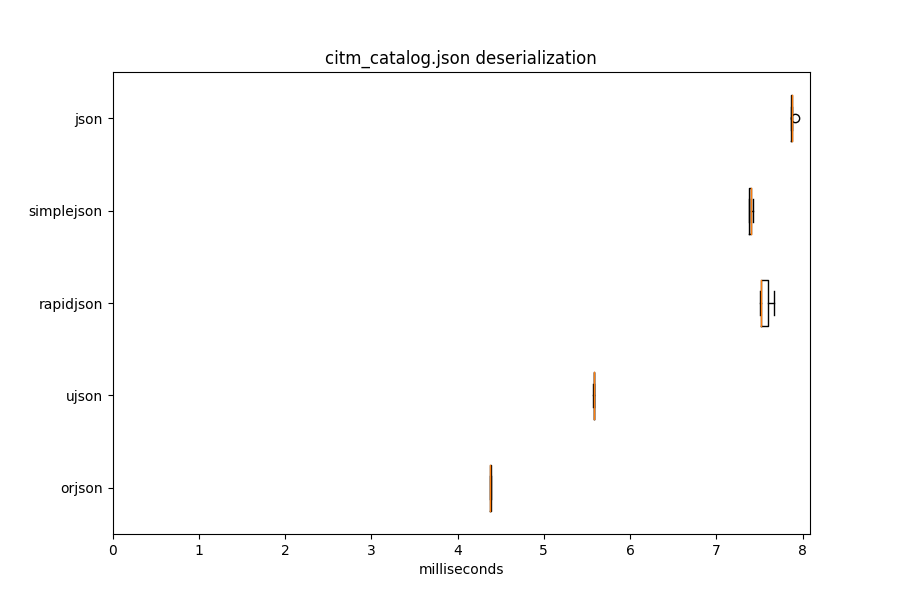 citm_catalog.json deserialization
json
simplejson
rapidjson
ujson
orjson
0 1 2 3 4 5 6 7 8
milliseconds